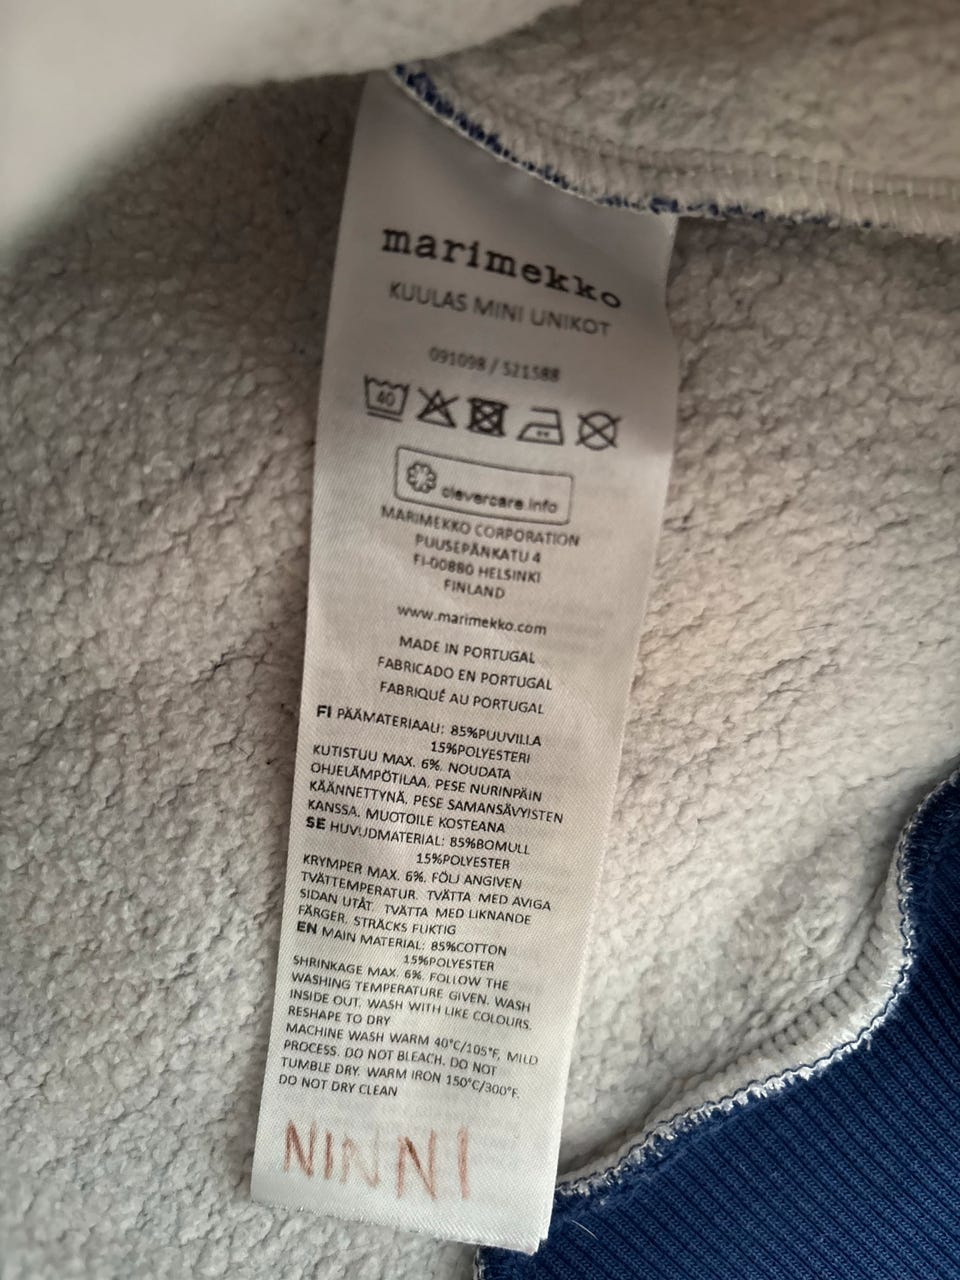 marimekko
KUULAS MINI UNIKOT
091098 / 521588
40
clevercare.info
MARIMEKKO CORPORATION
PUUSEPÄNKATU 4
FI-00880 HELSINKI
FINLAND
www.marimekko.com
MADE IN PORTUGAL
FABRICADO EN PORTUGAL
FABRIQUÉ AU PORTUGAL
FI PÄÄMATERIAALI: 85%PUUVILLA
15%POLYESTERI
KUTISTUU MAX. 6%. NOUDATA
OHJELÄMPÖTILAA. PESE NURINPÄIN
KÄÄNNETTYNÄ. PESE SAMANSÄVYISTEN
KANSSA. MUOTOILE KOSTEANA
SE HUVUDMATERIAL: 85%BOMULL
15%POLYESTER
KRYMPER MAX. 6%. FÖLJ ANGIVEN
TVÄTTEMPERATUR. TVÄTTA MED AVIGA
SIDAN UTÅT. TVÄTTA MED LIKNANDE
FÄRGER. STRÄCKS FUKTIG
EN MAIN MATERIAL: 85%COTTON
15%POLYESTER
SHRINKAGE MAX. 6%. FOLLOW THE
WASHING TEMPERATURE GIVEN. WASH
INSIDE OUT. WASH WITH LIKE COLOURS.
RESHAPE TO DRY
MACHINE WASH WARM 40°C/105°F, MILD
PROCESS. DO NOT BLEACH. DO NOT
TUMBLE DRY. WARM IRON 150°C/300°F.
DO NOT DRY CLEAN
NINNI